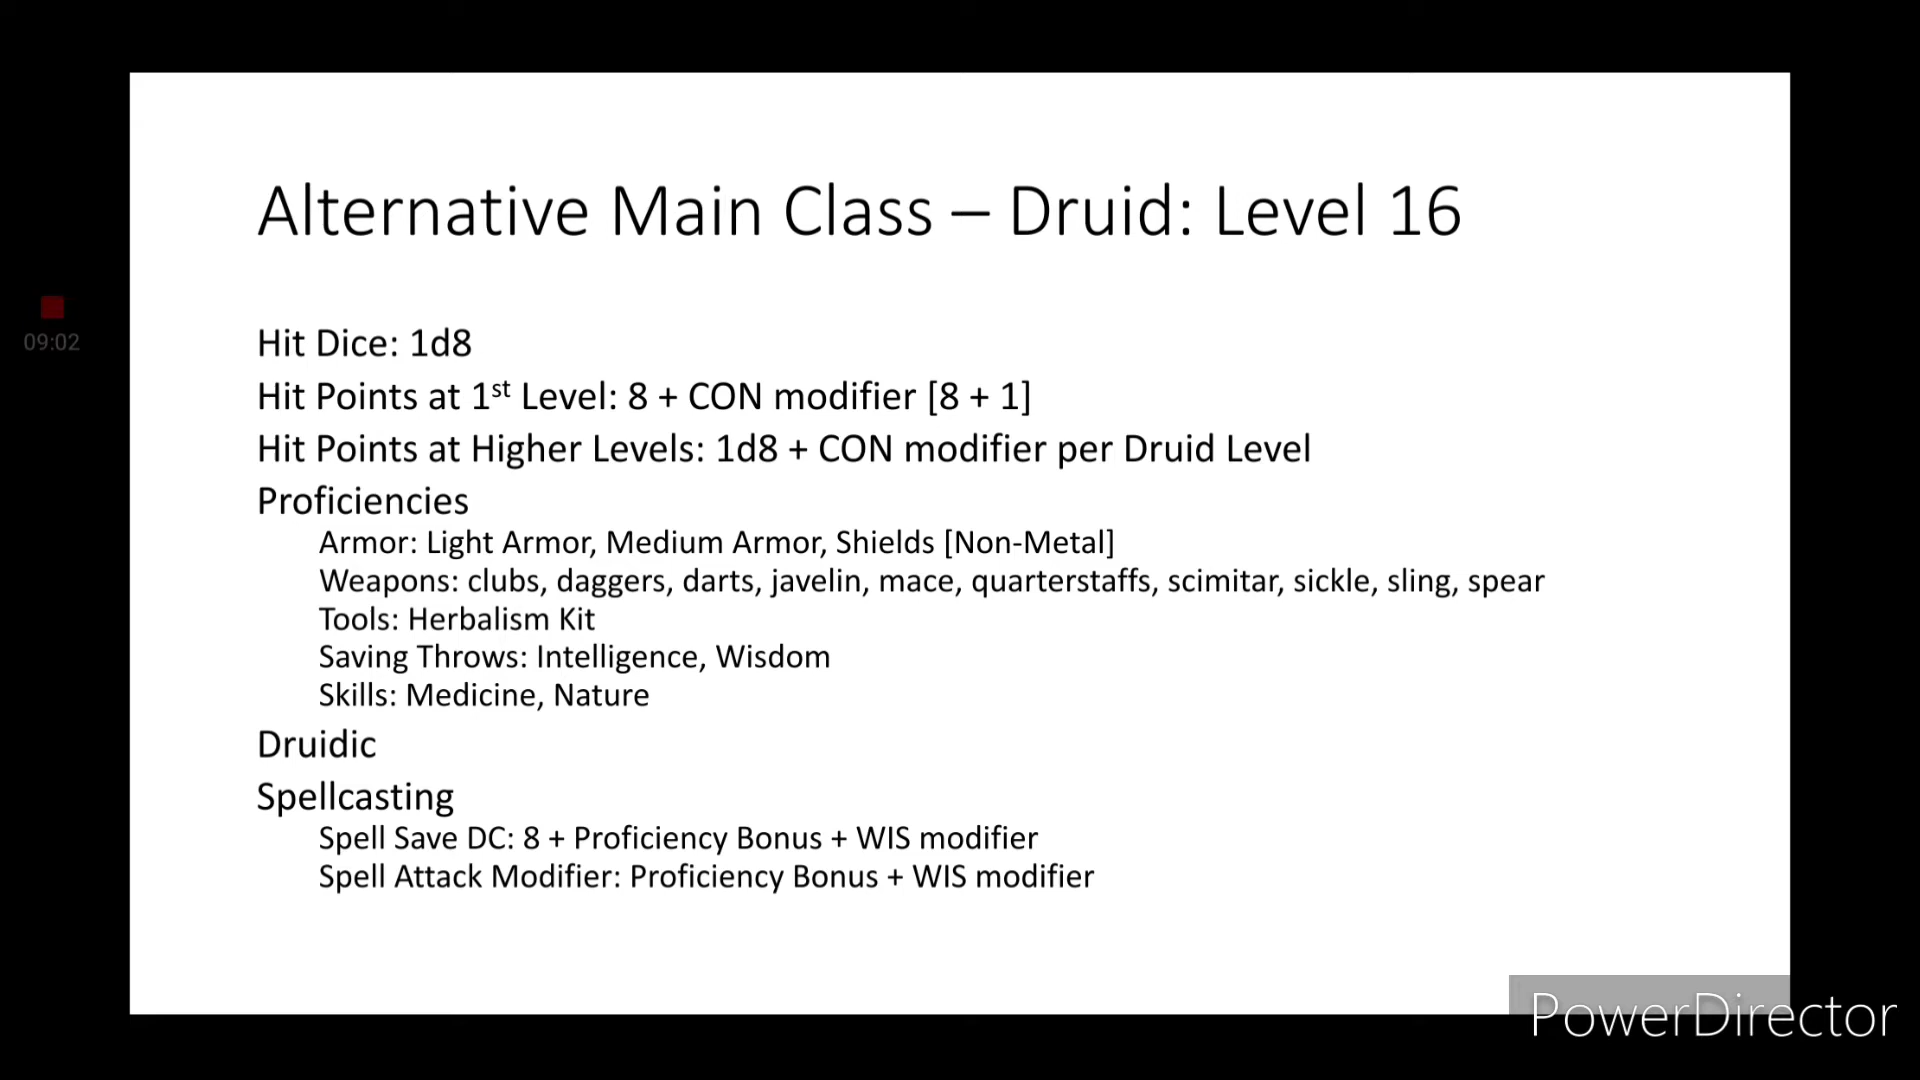 Alternative Main Class – Druid: Level 16
09:02
Hit Dice: 1d8
Hit Points at 1st Level: 8 + CON modifier [8 + 1]
Hit Points at Higher Levels: 1d8 + CON modifier per Druid Level
Proficiencies
Armor: Light Armor, Medium Armor, Shields [Non-Metal]
Weapons: clubs, daggers, darts, javelin, mace, quarterstaffs, scimitar, sickle, sling, spear
Tools: Herbalism Kit
Saving Throws: Intelligence, Wisdom
Skills: Medicine, Nature
Druidic
Spellcasting
Spell Save DC: 8 + Proficiency Bonus + WIS modifier
Spell Attack Modifier: Proficiency Bonus + WIS modifier
PowerDirector